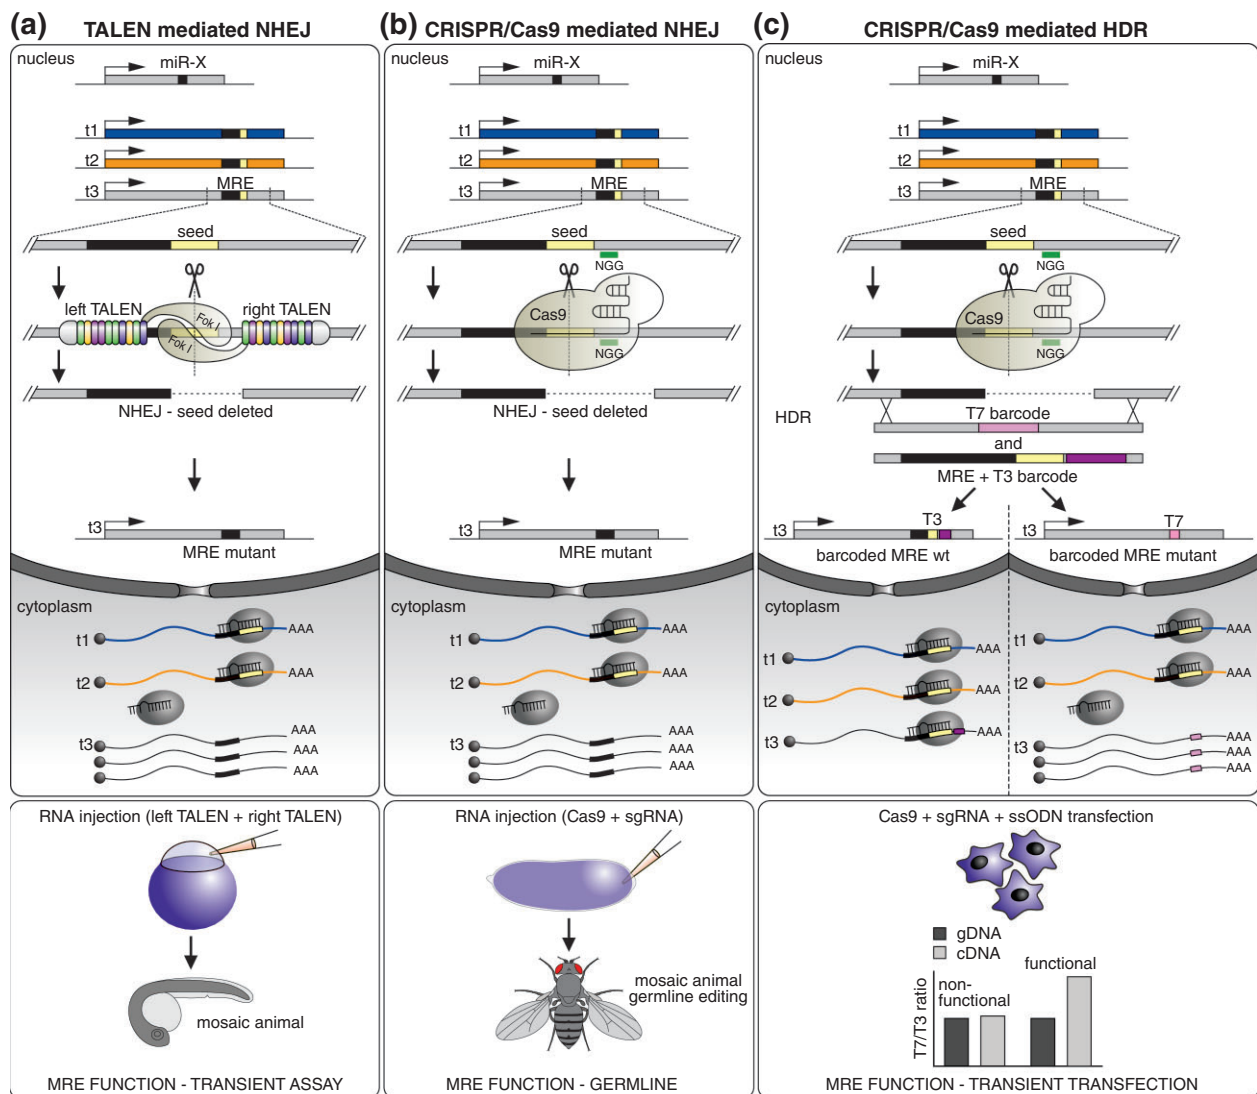 (a) TALEN mediated NHEJ
nucleus
miR-X
t1
t2
t3
MRE
seed
left TALEN
right TALEN
Fok I
Fok I
NHEJ - seed deleted
t3
MRE mutant
cytoplasm
t1
AAA
t2
AAA
t3
AAA
AAA
AAA
RNA injection (left TALEN + right TALEN)
mosaic animal
MRE FUNCTION - TRANSIENT ASSAY
(b) CRISPR/Cas9 mediated NHEJ
nucleus
miR-X
t1
t2
t3
MRE
seed
NGG
Cas9
NGG
NHEJ - seed deleted
t3
MRE mutant
cytoplasm
t1
AAA
t2
AAA
t3
AAA
AAA
AAA
RNA injection (Cas9 + sgRNA)
mosaic animal
germline editing
MRE FUNCTION - GERMLINE
(c) CRISPR/Cas9 mediated HDR
nucleus
miR-X
t1
t2
t3
MRE
seed
NGG
Cas9
NGG
HDR
T7 barcode
and
MRE + T3 barcode
t3
T3
barcoded MRE wt
t3
T7
barcoded MRE mutant
cytoplasm
t1
AAA
t2
AAA
t3
AAA
t1
AAA
t2
AAA
t3
AAA
AAA
AAA
Cas9 + sgRNA + ssODN transfection
gDNA
cDNA
T7/T3 ratio
non-
functional
functional
MRE FUNCTION - TRANSIENT TRANSFECTION